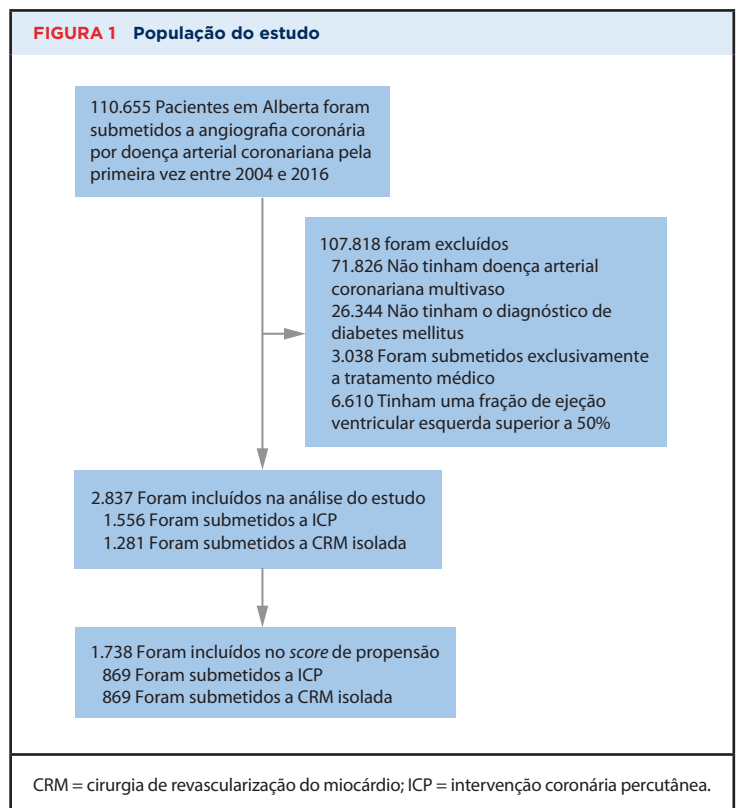 FIGURA 1 População do estudo
110.655 Pacientes em Alberta foram
submetidos a angiografia coronária
por doença arterial coronariana pela
primeira vez entre 2004 e 2016
107.818 foram excluídos
71.826 Não tinham doença arterial
coronariana multivaso
26.344 Não tinham o diagnóstico de
diabetes mellitus
3.038 Foram submetidos exclusivamente
a tratamento médico
6.610 Tinham uma fração de ejeção
ventricular esquerda superior a 50%
2.837 Foram incluídos na análise do estudo
1.556 Foram submetidos a ICP
1.281 Foram submetidos a CRM isolada
1.738 Foram incluídos no score de propensão
869 Foram submetidos a ICP
869 Foram submetidos a CRM isolada
CRM = cirurgia de revascularização do miocárdio; ICP = intervenção coronária percutânea.